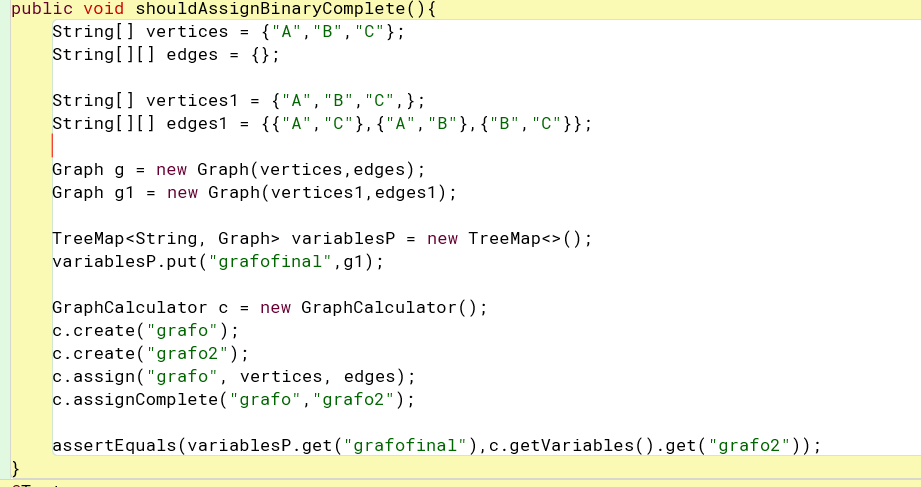 public void shouldAssignBinaryComplete(){
String[] vertices = {"A","B","C"};
String[][] edges = {};
String[] vertices1 = {"A","B","C",};
String[][] edges1 = {{"A","C"},{"A","B"},{"B","C"}};
Graph g = new Graph(vertices,edges);
Graph g1 = new Graph(vertices1,edges1);
TreeMap<String, Graph> variablesP = new TreeMap<>();
variablesP.put("grafofinal",g1);
GraphCalculator c = new GraphCalculator();
c.create("grafo");
c.create("grafo2");
c.assign("grafo", vertices, edges);
c.assignComplete("grafo","grafo2");
assertEquals(variablesP.get("grafofinal"),c.getVariables().get("grafo2"));
}